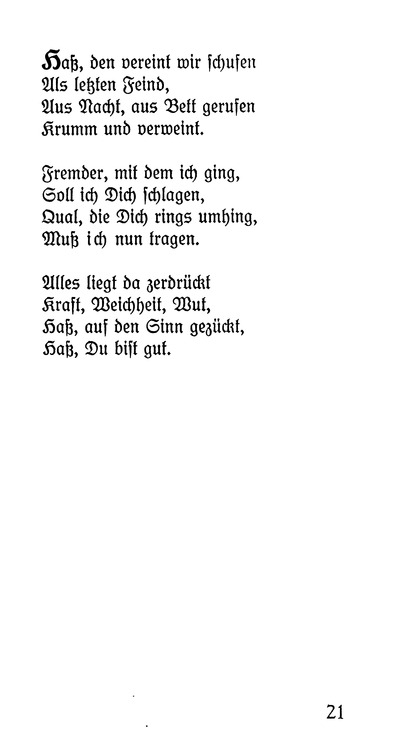 Haß, den vereint wir schufen
Als letzten Feind,
Aus Nacht, aus Bett gerufen
Krumm und verweint.

Fremder, mit dem ich ging,
Soll ich Dich schlagen,
Qual, die Dich rings umhing,
Muß ich nun tragen.

Alles liegt da zerdrückt
Kraft, Weichheit, Wut,
Haß, auf den Sinn gezückt,
Haß, Du bist gut.

21